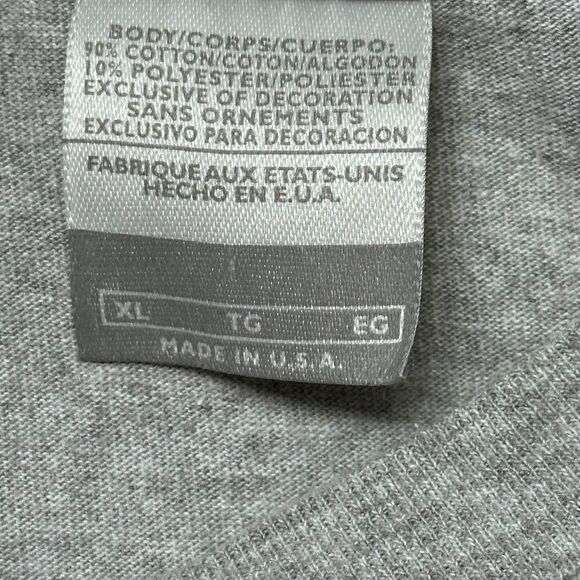 BODY/CORPS/CUERPO:
90% COTTON/COTON/ALGODON
10% POLYESTER/POLIESTER
EXCLUSIVE OF DECORATION
SANS ORNEMENTS
EXCLUSIVO PARA DECORACION
FABRIQUE AUX ETATS-UNIS
HECHO EN E.U.A.
XL TG EG
MADE IN U.S.A.